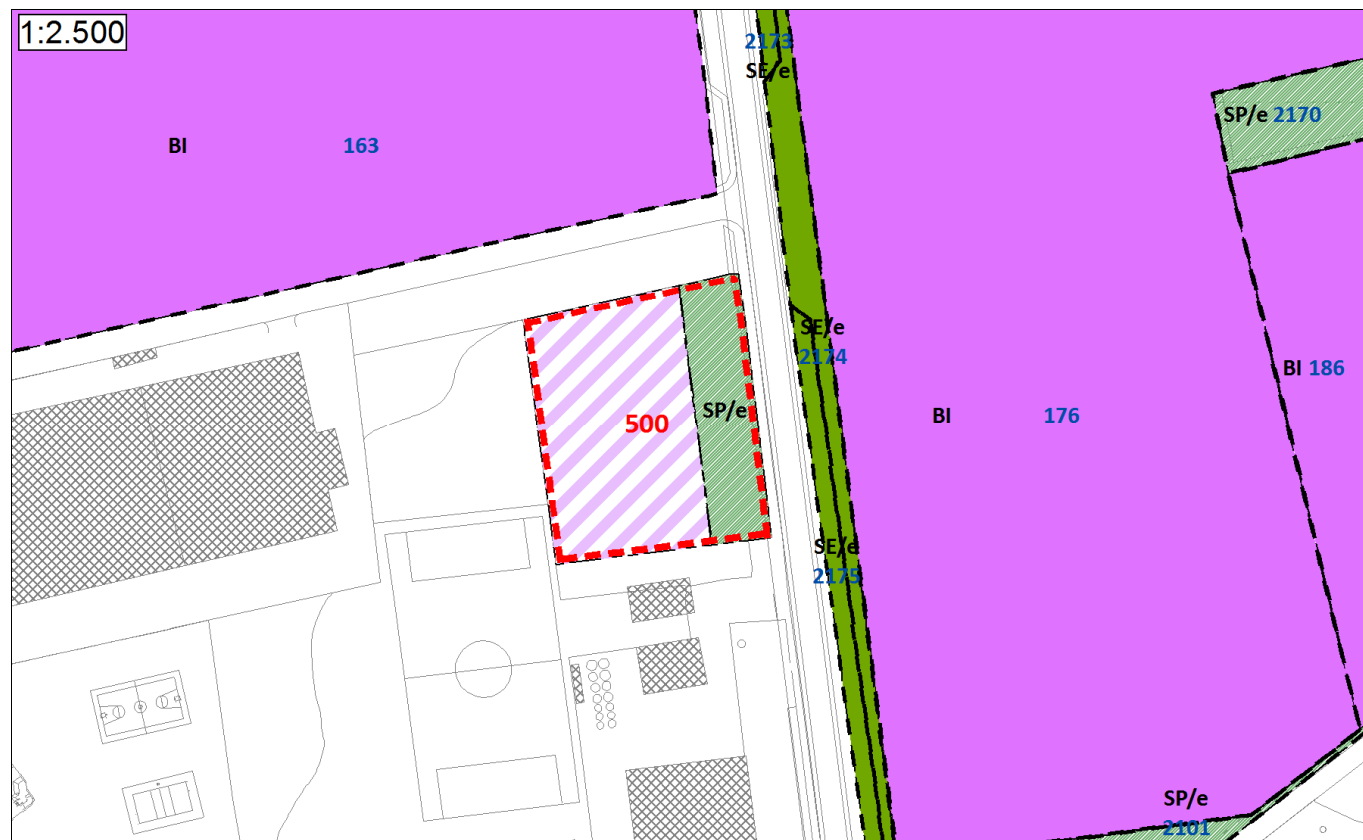 1:2.500
2173
SE/e
SP/e 2170
BI 163
SE/e
2174
BI 186
SP/e
500
BI 176
SE/e
2175
SP/e
2101